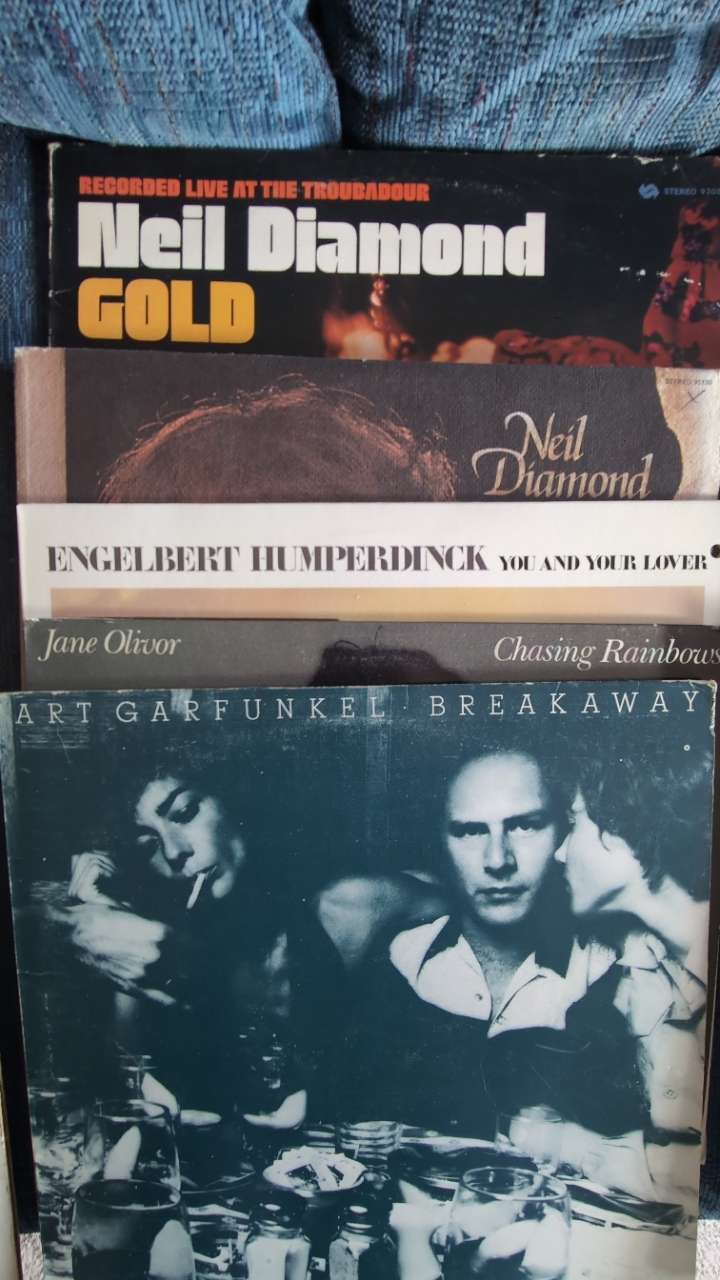 RECORDED LIVE AT THE TROUBADOUR
STEREO
Neil Diamond
GOLD
Neil
Diamond
ENGELBERT HUMPERDINCK YOU AND YOUR LOVER
Jane Olivor Chasing Rainbows
ART GARFUNKEL BREAKAWAY